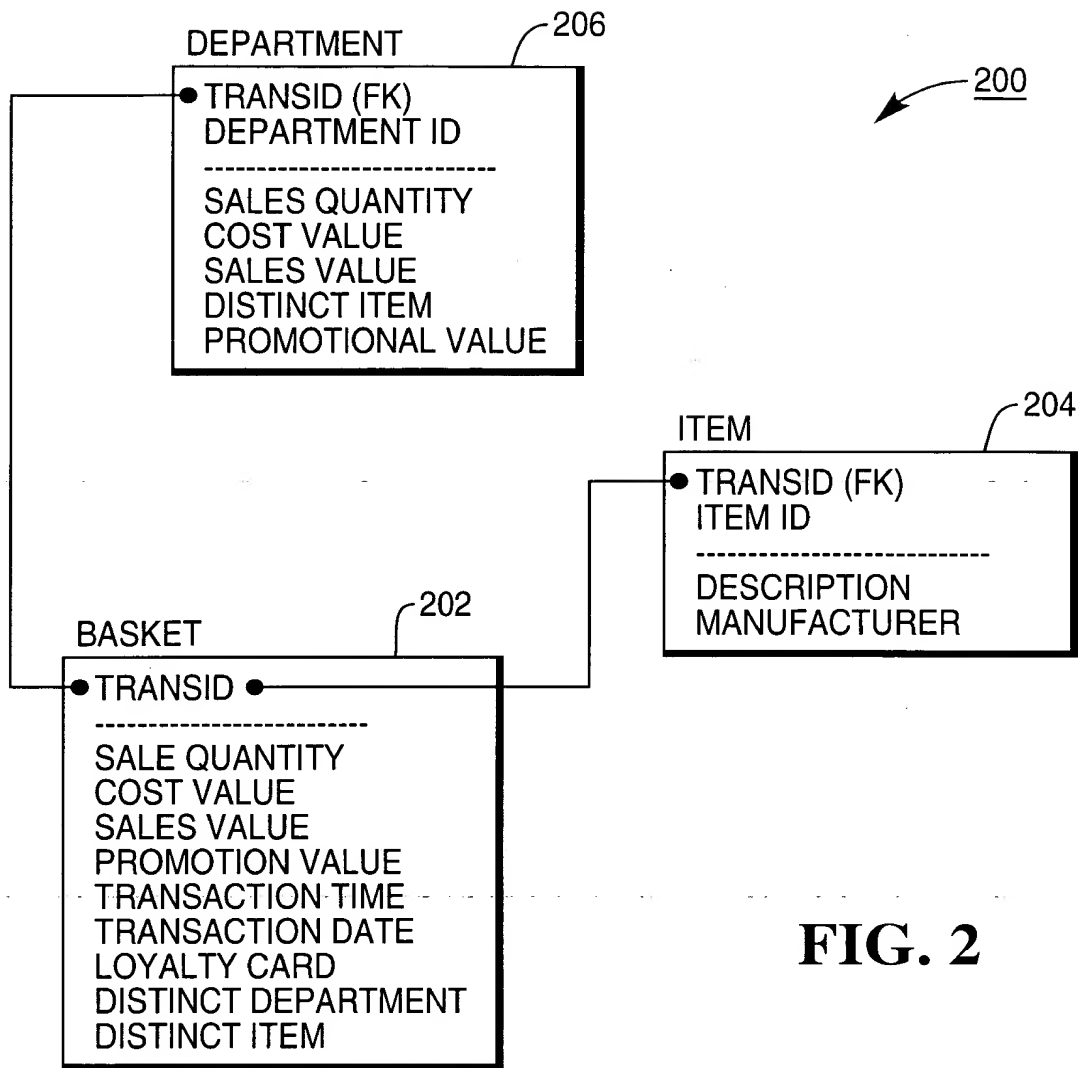 DEPARTMENT
206
TRANSID (FK)
DEPARTMENT ID
SALES QUANTITY
COST VALUE
SALES VALUE
DISTINCT ITEM
PROMOTIONAL VALUE
200
ITEM
204
TRANSID (FK)
ITEM ID
DESCRIPTION
MANUFACTURER
BASKET
202
TRANSID
SALE QUANTITY
COST VALUE
SALES VALUE
PROMOTION VALUE
TRANSACTION TIME
TRANSACTION DATE
LOYALTY CARD
DISTINCT DEPARTMENT
DISTINCT ITEM
FIG. 2